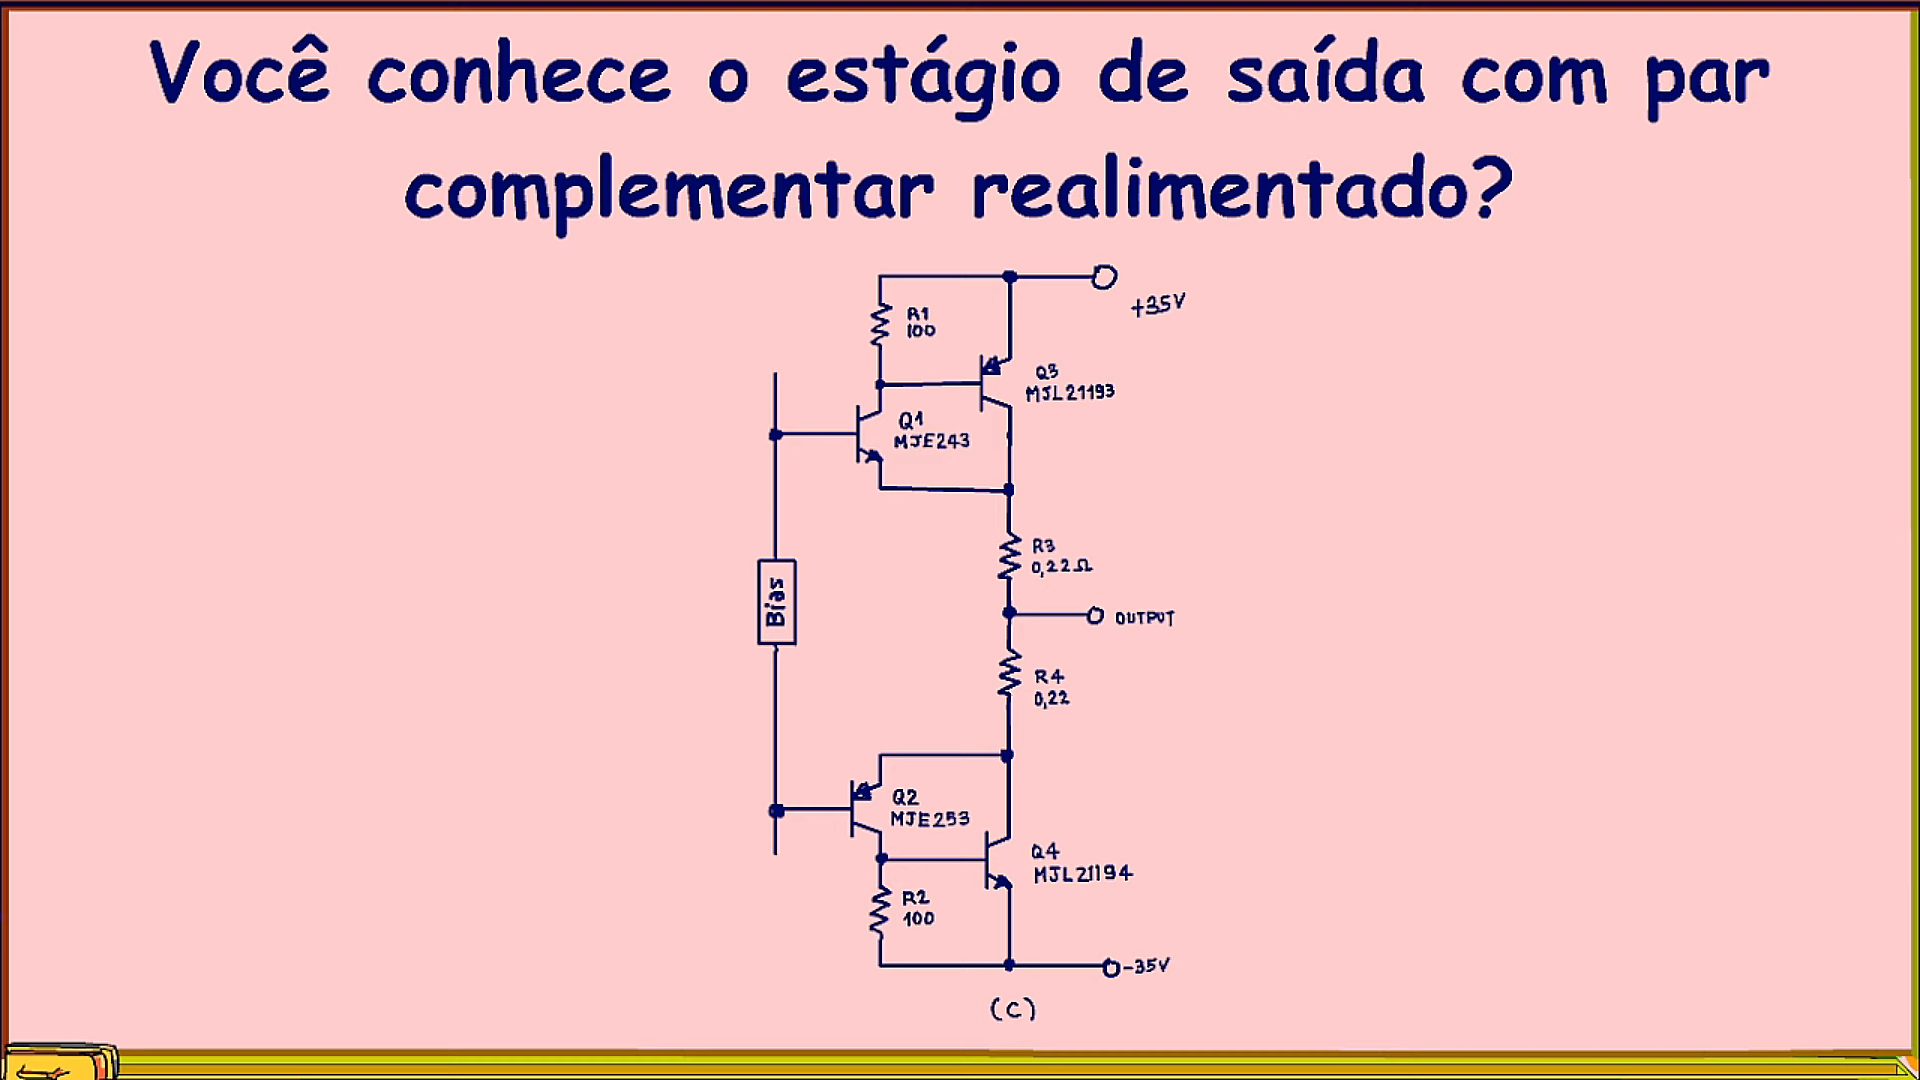 Você conhece o estágio de saída com par
complementar realimentado?
+35V
R1
100
Q3
MJL21193
Q1
MJE243
R3
0,22Ω
Bias
OUTPUT
R4
0,22
Q2
MJE253
Q4
MJL21194
R2
100
-35V
(C)